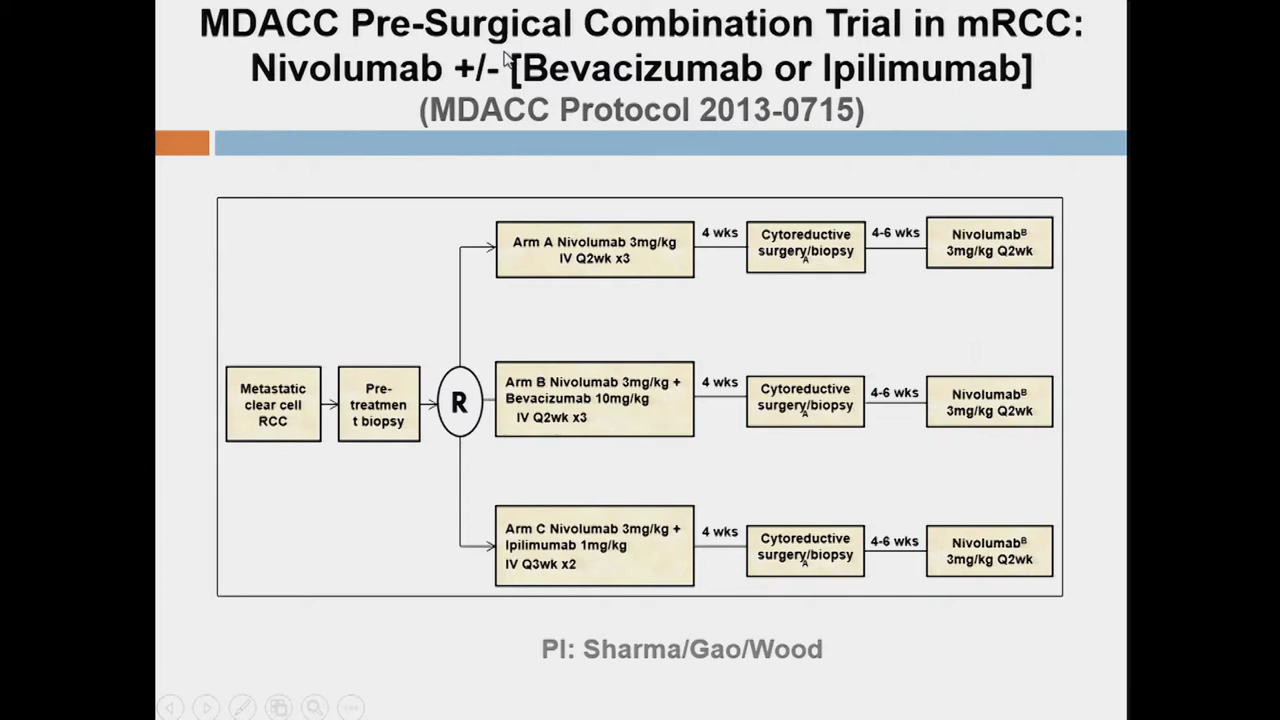 MDACC Pre-Surgical Combination Trial in mRCC:
Nivolumab +/- [Bevacizumab or Ipilimumab]
(MDACC Protocol 2013-0715)
Metastatic
clear cell
RCC
Pre-
treatmen
t biopsy
R
Arm A Nivolumab 3mg/kg
IV Q2wk x3
4 wks
Cytoreductive
surgery/biopsy
A
4-6 wks
Nivolumabᴮ
3mg/kg Q2wk
Arm B Nivolumab 3mg/kg +
Bevacizumab 10mg/kg
IV Q2wk x3
4 wks
Cytoreductive
surgery/biopsy
A
4-6 wks
Nivolumabᴮ
3mg/kg Q2wk
Arm C Nivolumab 3mg/kg +
Ipilimumab 1mg/kg
IV Q3wk x2
4 wks
Cytoreductive
surgery/biopsy
A
4-6 wks
Nivolumabᴮ
3mg/kg Q2wk
PI: Sharma/Gao/Wood